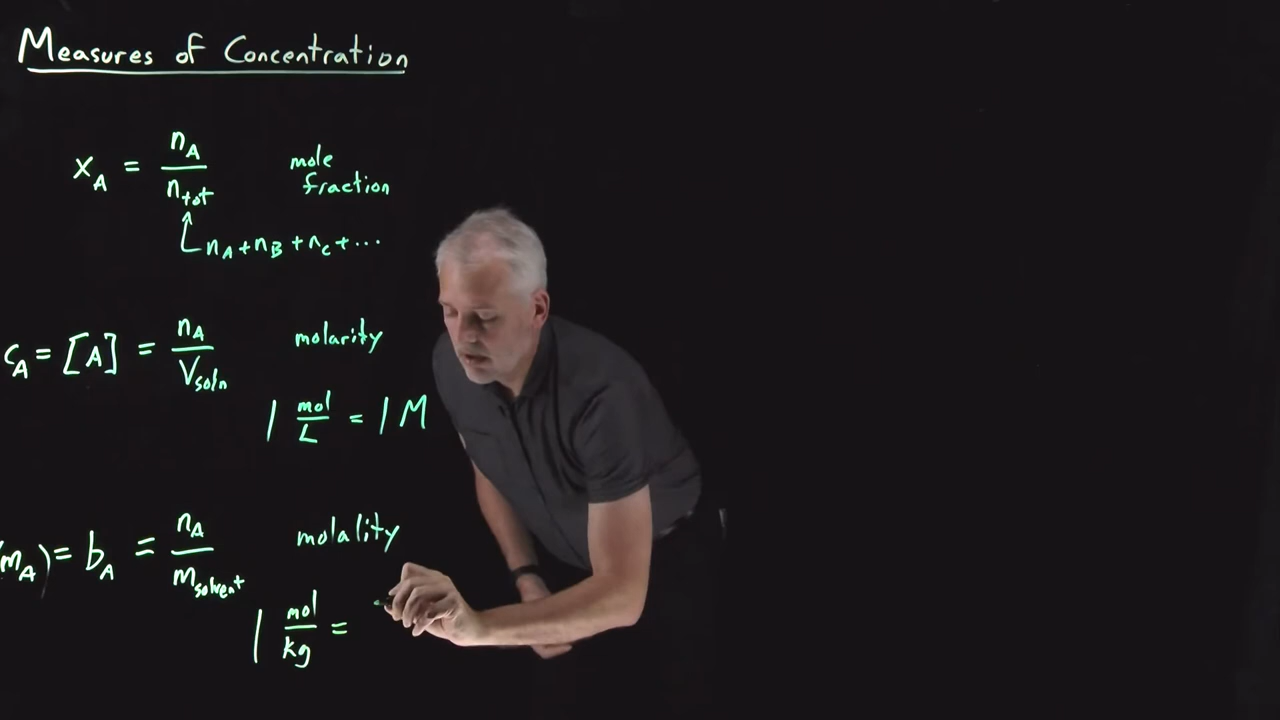 Measures of Concentration
x_A = n_A / n_tot mole fraction
n_A + n_B + n_C + ...
c_A = [A] = n_A / V_soln molarity
1 mol/L = 1 M
(m_A) = b_A = n_A / m_solvent molality
1 mol/kg =